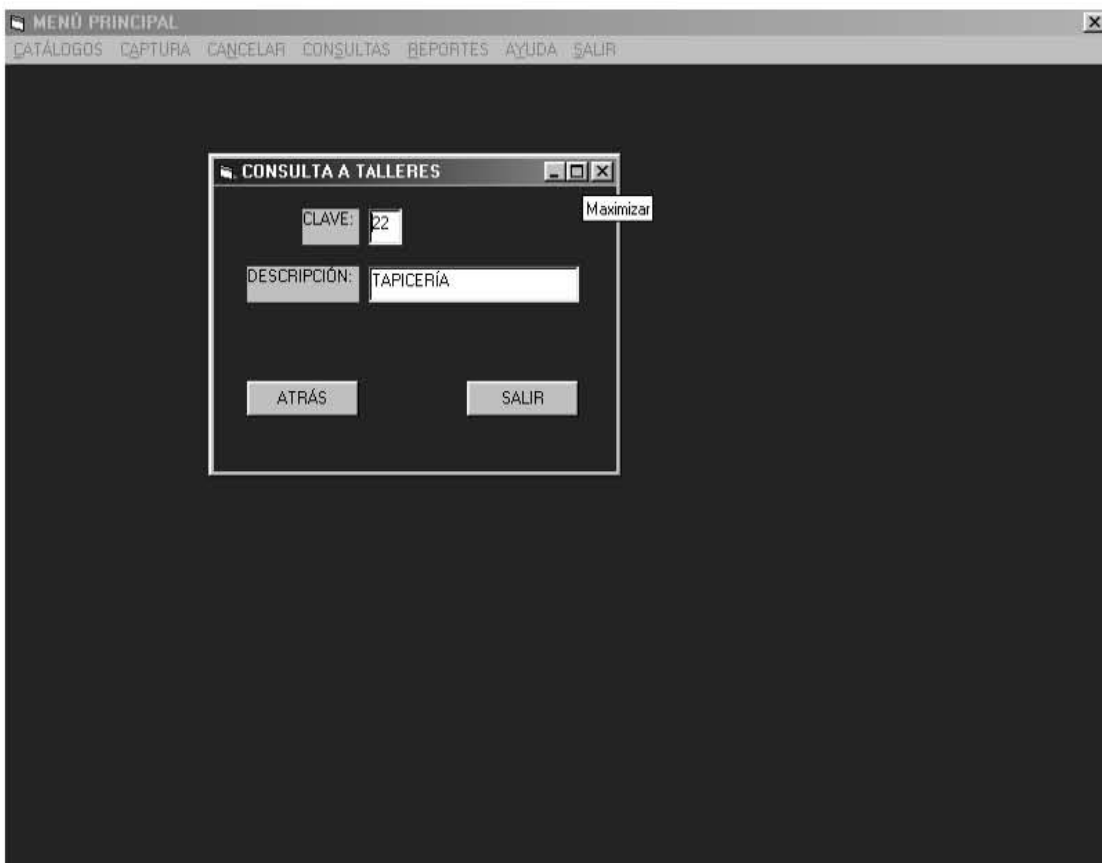 MENÚ PRINCIPAL
CATÁLOGOS CAPTURA CANCELAR CONSULTAS REPORTES AYUDA SALIR
CONSULTA A TALLERES
Maximizar
CLAVE: 22
DESCRIPCIÓN: TAPICERÍA
ATRÁS SALIR